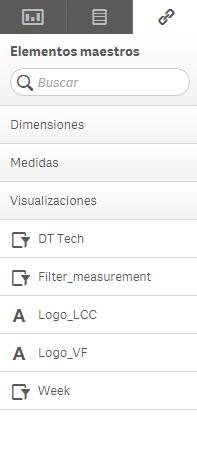 Elementos maestros
Buscar
Dimensiones
Medidas
Visualizaciones
DT Tech
Filter_measurement
A Logo_LCC
A Logo_VF
Week